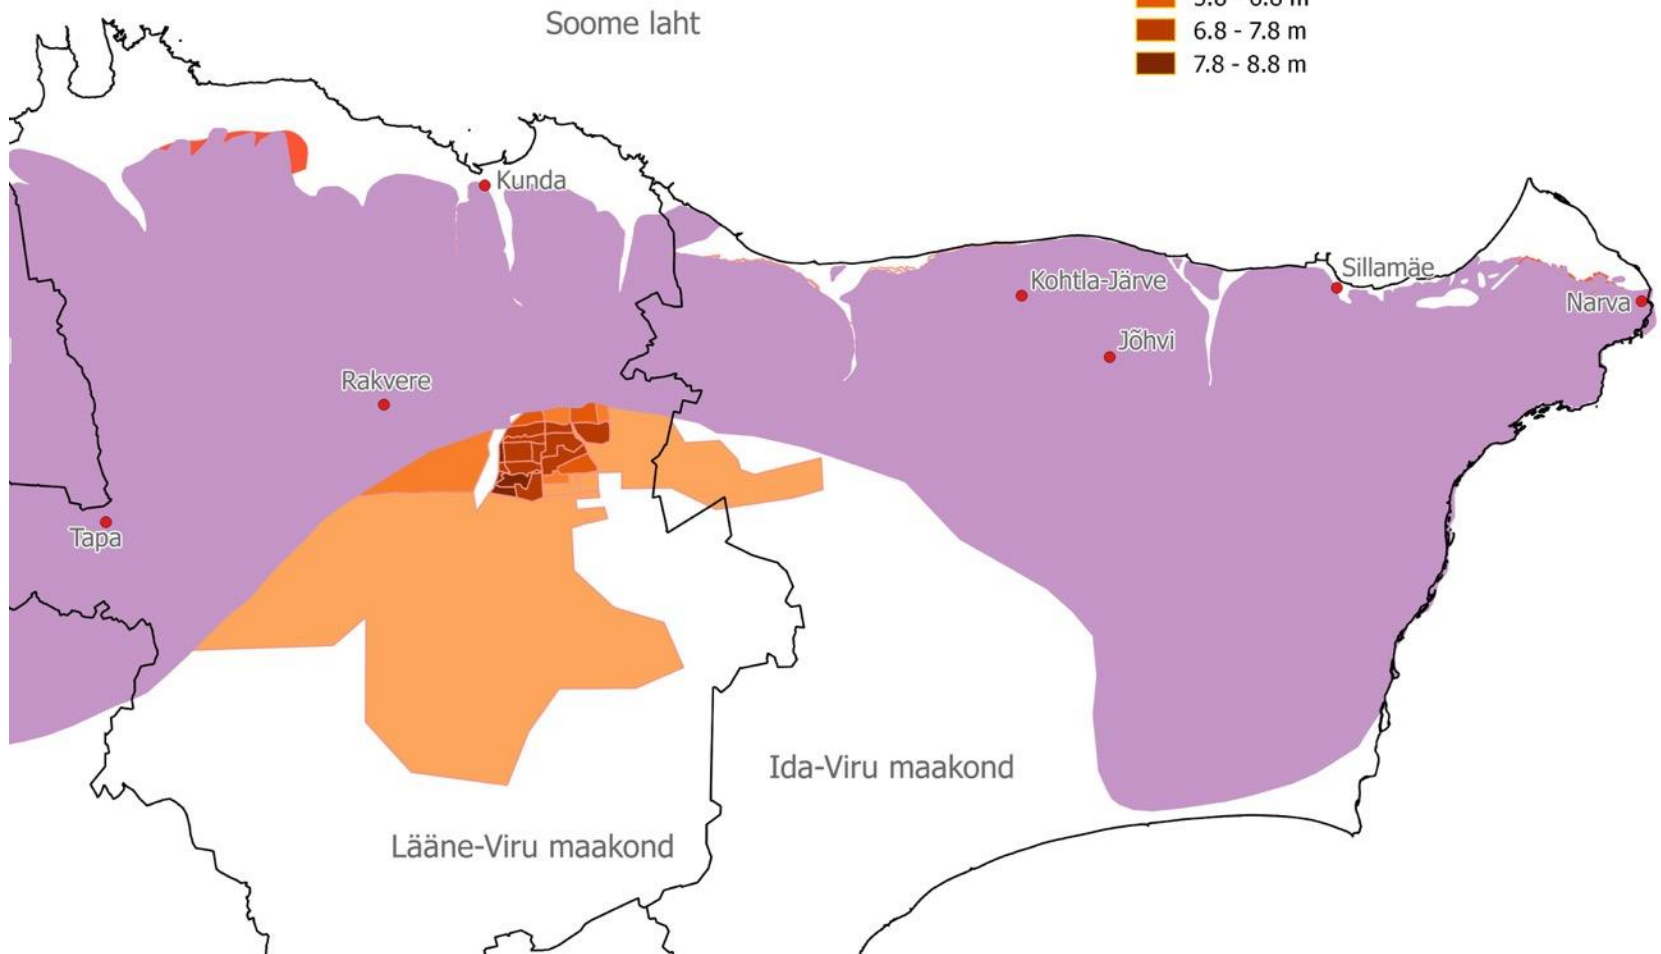 Soome laht
6.8 - 7.8 m
7.8 - 8.8 m
Kunda
Sillamäe
Kohtla-Järve
Narva
Jõhvi
Rakvere
Tapa
Ida-Viru maakond
Lääne-Viru maakond